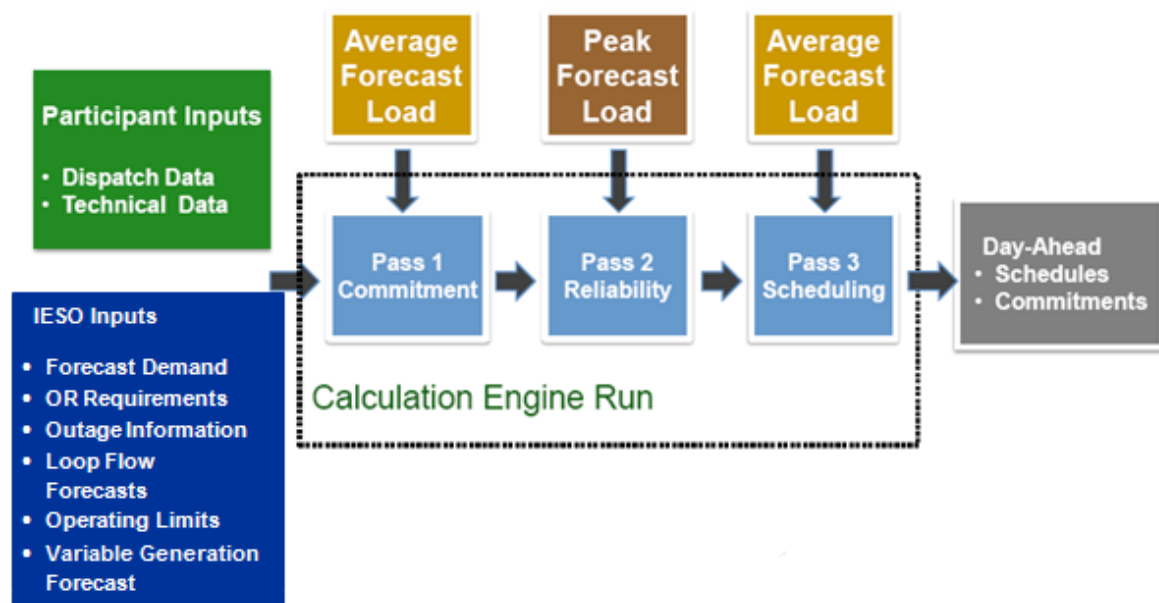 Average
Forecast
Load
Peak
Forecast
Load
Average
Forecast
Load
Participant Inputs
• Dispatch Data
• Technical Data
Pass 1
Commitment
Pass 2
Reliability
Pass 3
Scheduling
Day-Ahead
• Schedules
• Commitments
IESO Inputs
• Forecast Demand
• OR Requirements
• Outage Information
• Loop Flow
Forecasts
• Operating Limits
• Variable Generation
Forecast
Calculation Engine Run